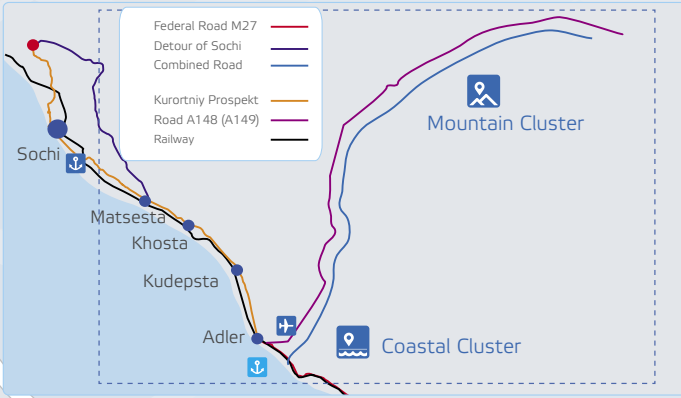 Federal Road M27
Detour of Sochi
Combined Road
Kurortniy Prospekt
Road A148 (A149)
Railway
Mountain Cluster
Sochi
Matsesta
Khosta
Kudepsta
Adler
Coastal Cluster